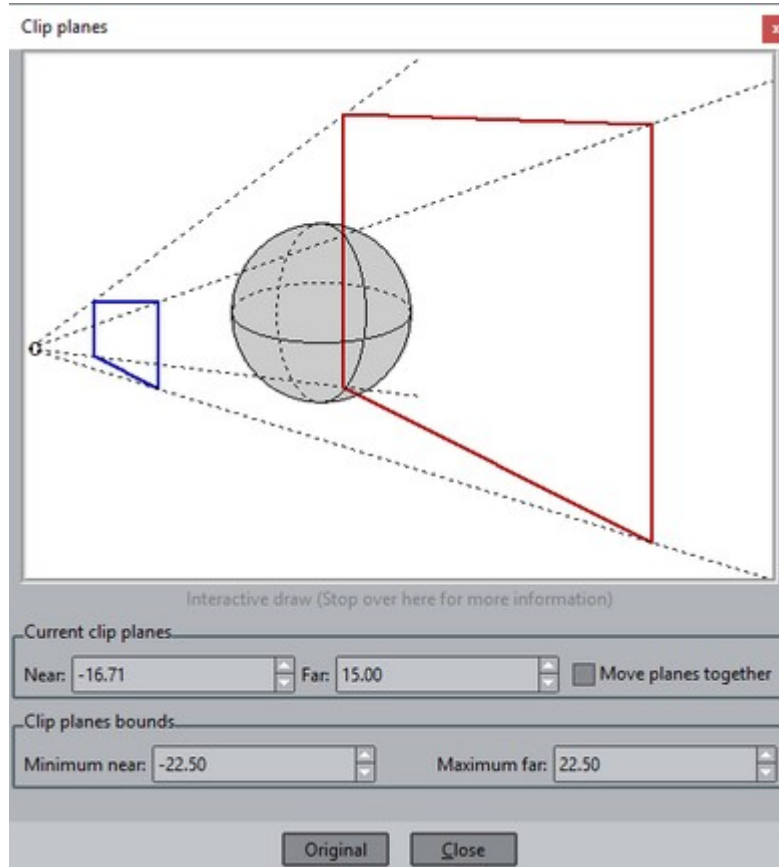 Clip planes
x
Interactive draw (Stop over here for more information)
Current clip planes
Near: -16.71 Far: 15.00 Move planes together
Clip planes bounds
Minimum near: -22.50 Maximum far: 22.50
Original Close